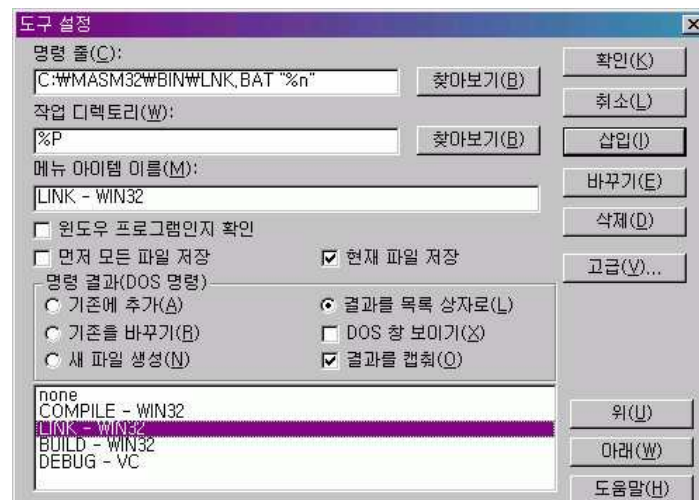 도구 설정
명령 줄(C):
C:₩MASM32₩BIN₩LNK,BAT "%n"
찾아보기(B)
작업 디렉토리(W):
%P
찾아보기(B)
메뉴 아이템 이름(M):
LINK - WIN32
윈도우 프로그램인지 확인
먼저 모든 파일 저장
현재 파일 저장
명령 결과(DOS 명령)
기존에 추가(A)
결과를 목록 상자로(L)
기존을 바꾸기(R)
DOS 창 보이기(X)
새 파일 생성(N)
결과를 캡춰(O)
none
COMPILE - WIN32
LINK - WIN32
BUILD - WIN32
DEBUG - VC
확인(K)
취소(L)
삽입(I)
바꾸기(E)
삭제(D)
고급(V)...
위(U)
아래(W)
도움말(H)